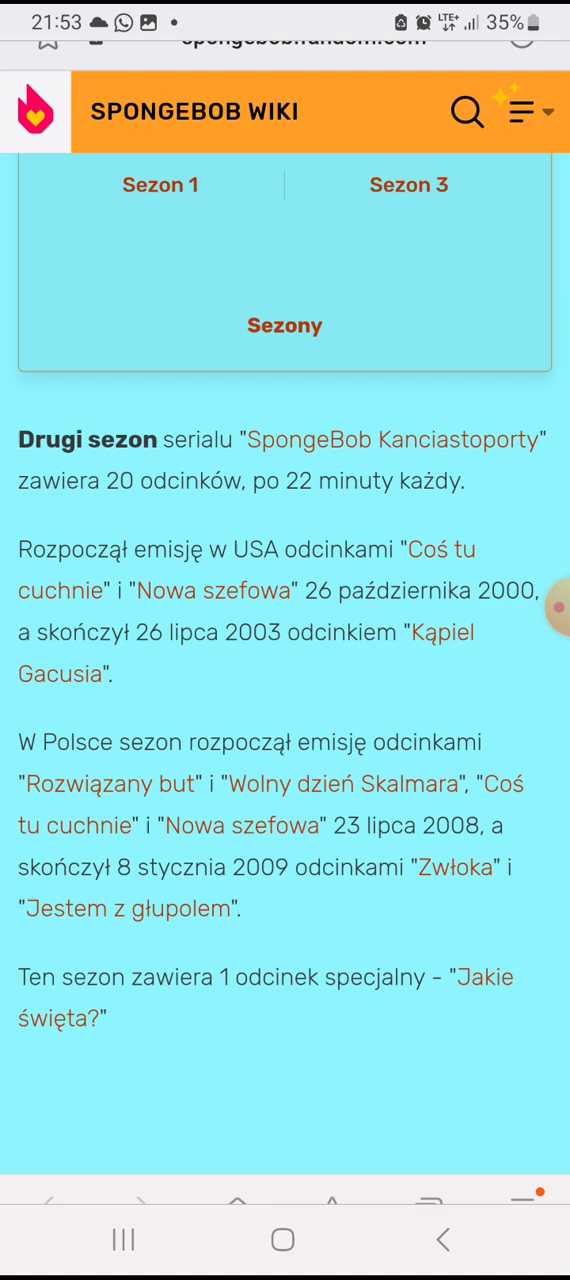 21:53
LTE+
35%
SPONGEBOB WIKI
Sezon 1
Sezon 3
Sezony
Drugi sezon serialu "SpongeBob Kanciastoporty"
zawiera 20 odcinków, po 22 minuty każdy.
Rozpoczął emisję w USA odcinkami "Coś tu
cuchnie" i "Nowa szefowa" 26 października 2000,
a skończył 26 lipca 2003 odcinkiem "Kąpiel
Gacusia".
W Polsce sezon rozpoczął emisję odcinkami
"Rozwiązany but" i "Wolny dzień Skalmara", "Coś
tu cuchnie" i "Nowa szefowa" 23 lipca 2008, a
skończył 8 stycznia 2009 odcinkami "Zwłoka" i
"Jestem z głupolem".
Ten sezon zawiera 1 odcinek specjalny - "Jakie
święta?"